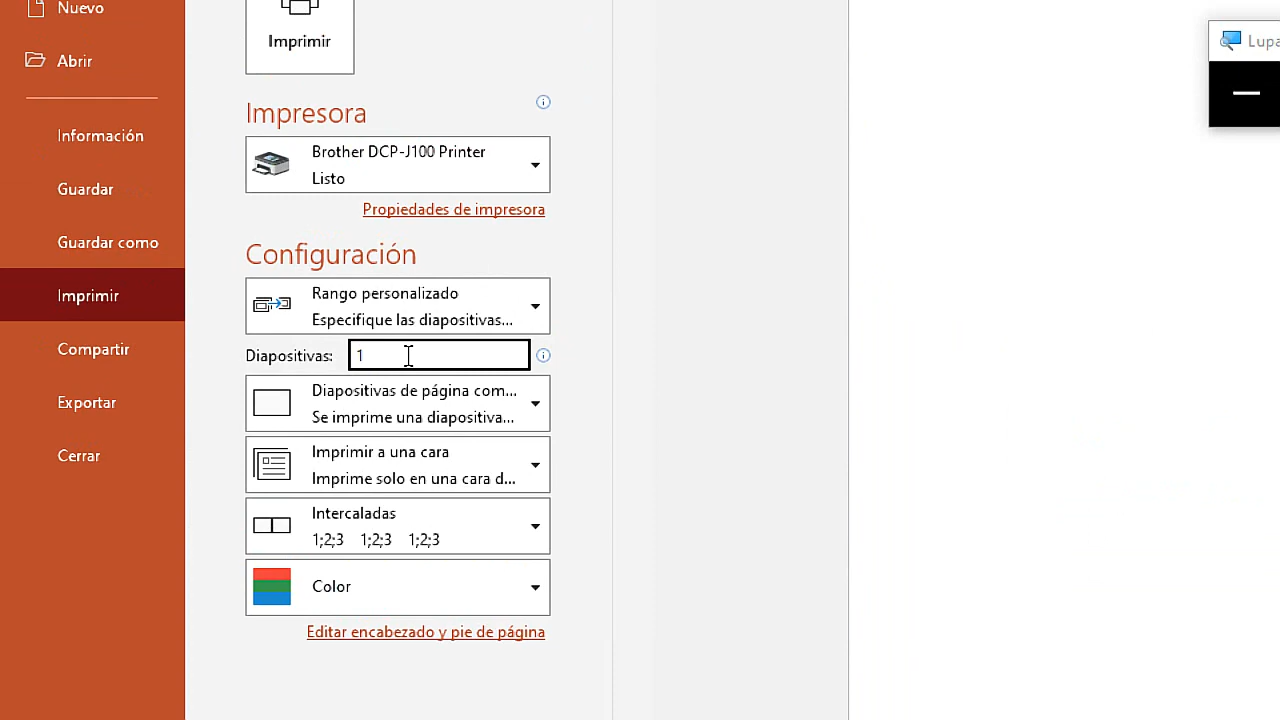 Nuevo
Abrir
Información
Guardar
Guardar como
Imprimir
Compartir
Exportar
Cerrar
Imprimir
Impresora
Brother DCP-J100 Printer
Listo
Propiedades de impresora
Configuración
Rango personalizado
Especifique las diapositivas...
Diapositivas: 1
Diapositivas de página com...
Se imprime una diapositiva...
Imprimir a una cara
Imprime solo en una cara d...
Intercaladas
1;2;3 1;2;3 1;2;3
Color
Editar encabezado y pie de página
Lupa